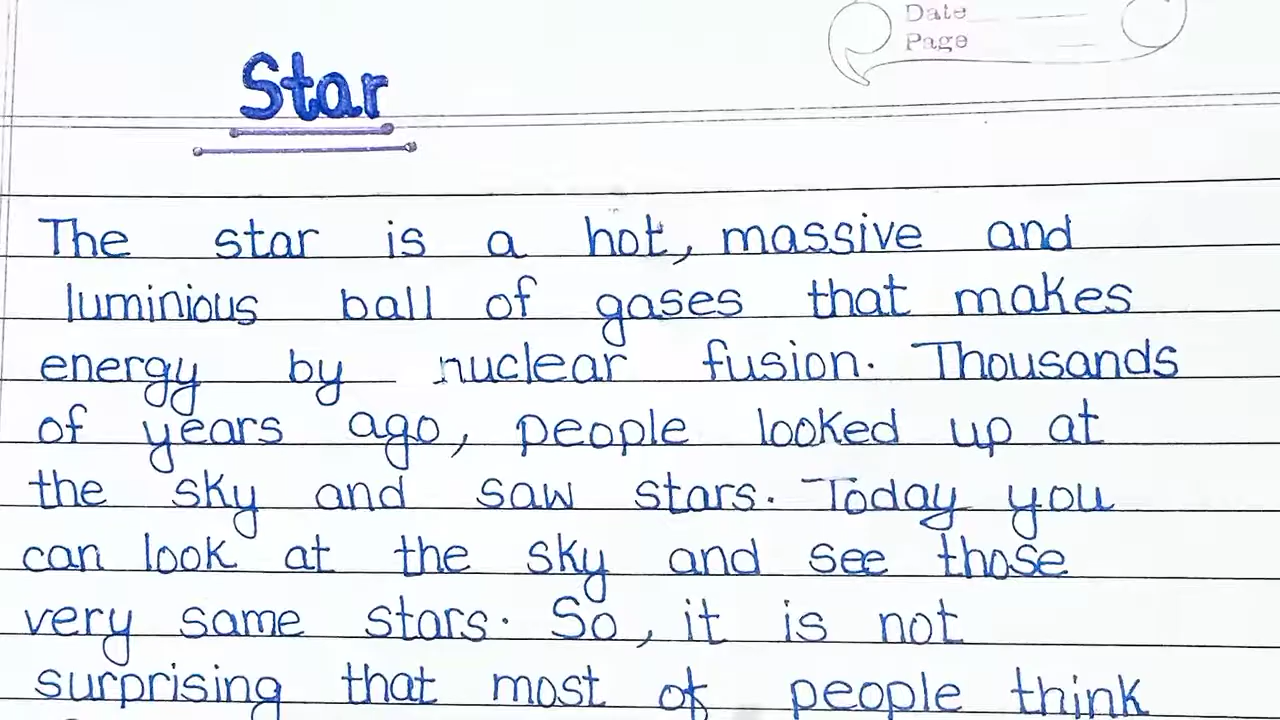 Date
Page
Star
The star is a hot, massive and
luminious ball of gases that makes
energy by nuclear fusion. Thousands
of years ago, people looked up at
the sky and saw stars. Today you
can look at the sky and see those
very same stars. So, it is not
surprising that most of people think